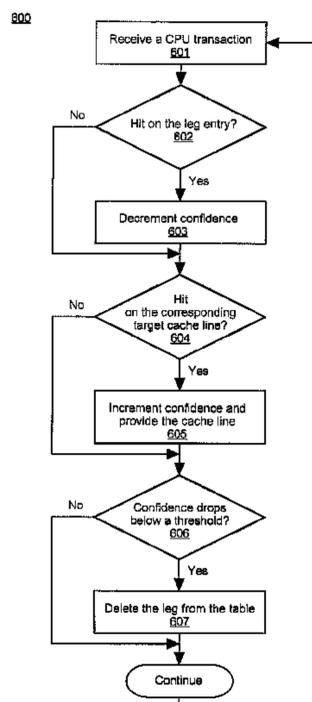 600
Receive a CPU transaction
601
Hit on the leg entry?
602
No
Yes
Decrement confidence
603
No
Hit
on the corresponding
target cache line?
604
Yes
Increment confidence and
provide the cache line
605
No
Confidence drops
below a threshold?
606
Yes
Delete the leg from the table
607
Continue